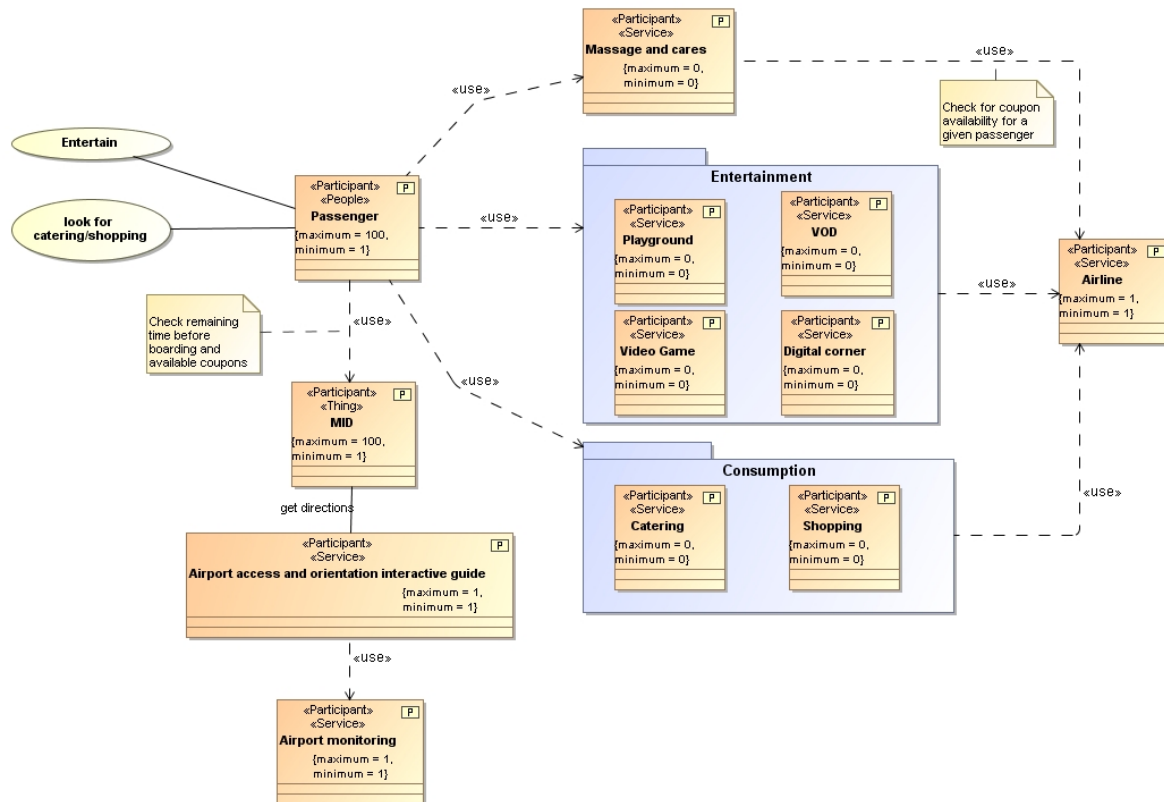 «Participant»
P
«Service»
Massage and cares
{maximum = 0,
minimum = 0}
«use»
Check for coupon
availability for a
given passenger
«use»
Entertain
look for
catering/shopping
«Participant»
P
«People»
Passenger
{maximum = 100,
minimum = 1}
«use»
Entertainment
«Participant»
P
«Service»
Playground
{maximum = 0,
minimum = 0}
«Participant»
P
«Service»
VOD
{maximum = 0,
minimum = 0}
«Participant»
P
«Service»
Video Game
{maximum = 0,
minimum = 0}
«Participant»
P
«Service»
Digital corner
{maximum = 0,
minimum = 0}
«use»
«Participant»
P
«Service»
Airline
{maximum = 1,
minimum = 1}
Check remaining
time before
boarding and
available coupons
«use»
«use»
«Participant»
P
«Thing»
MID
{maximum = 100,
minimum = 1}
Consumption
«Participant»
P
«Service»
Catering
{maximum = 0,
minimum = 0}
«Participant»
P
«Service»
Shopping
{maximum = 0,
minimum = 0}
«use»
get directions
«Participant»
P
«Service»
Airport access and orientation interactive guide
{maximum = 1,
minimum = 1}
«use»
«Participant»
P
«Service»
Airport monitoring
{maximum = 1,
minimum = 1}